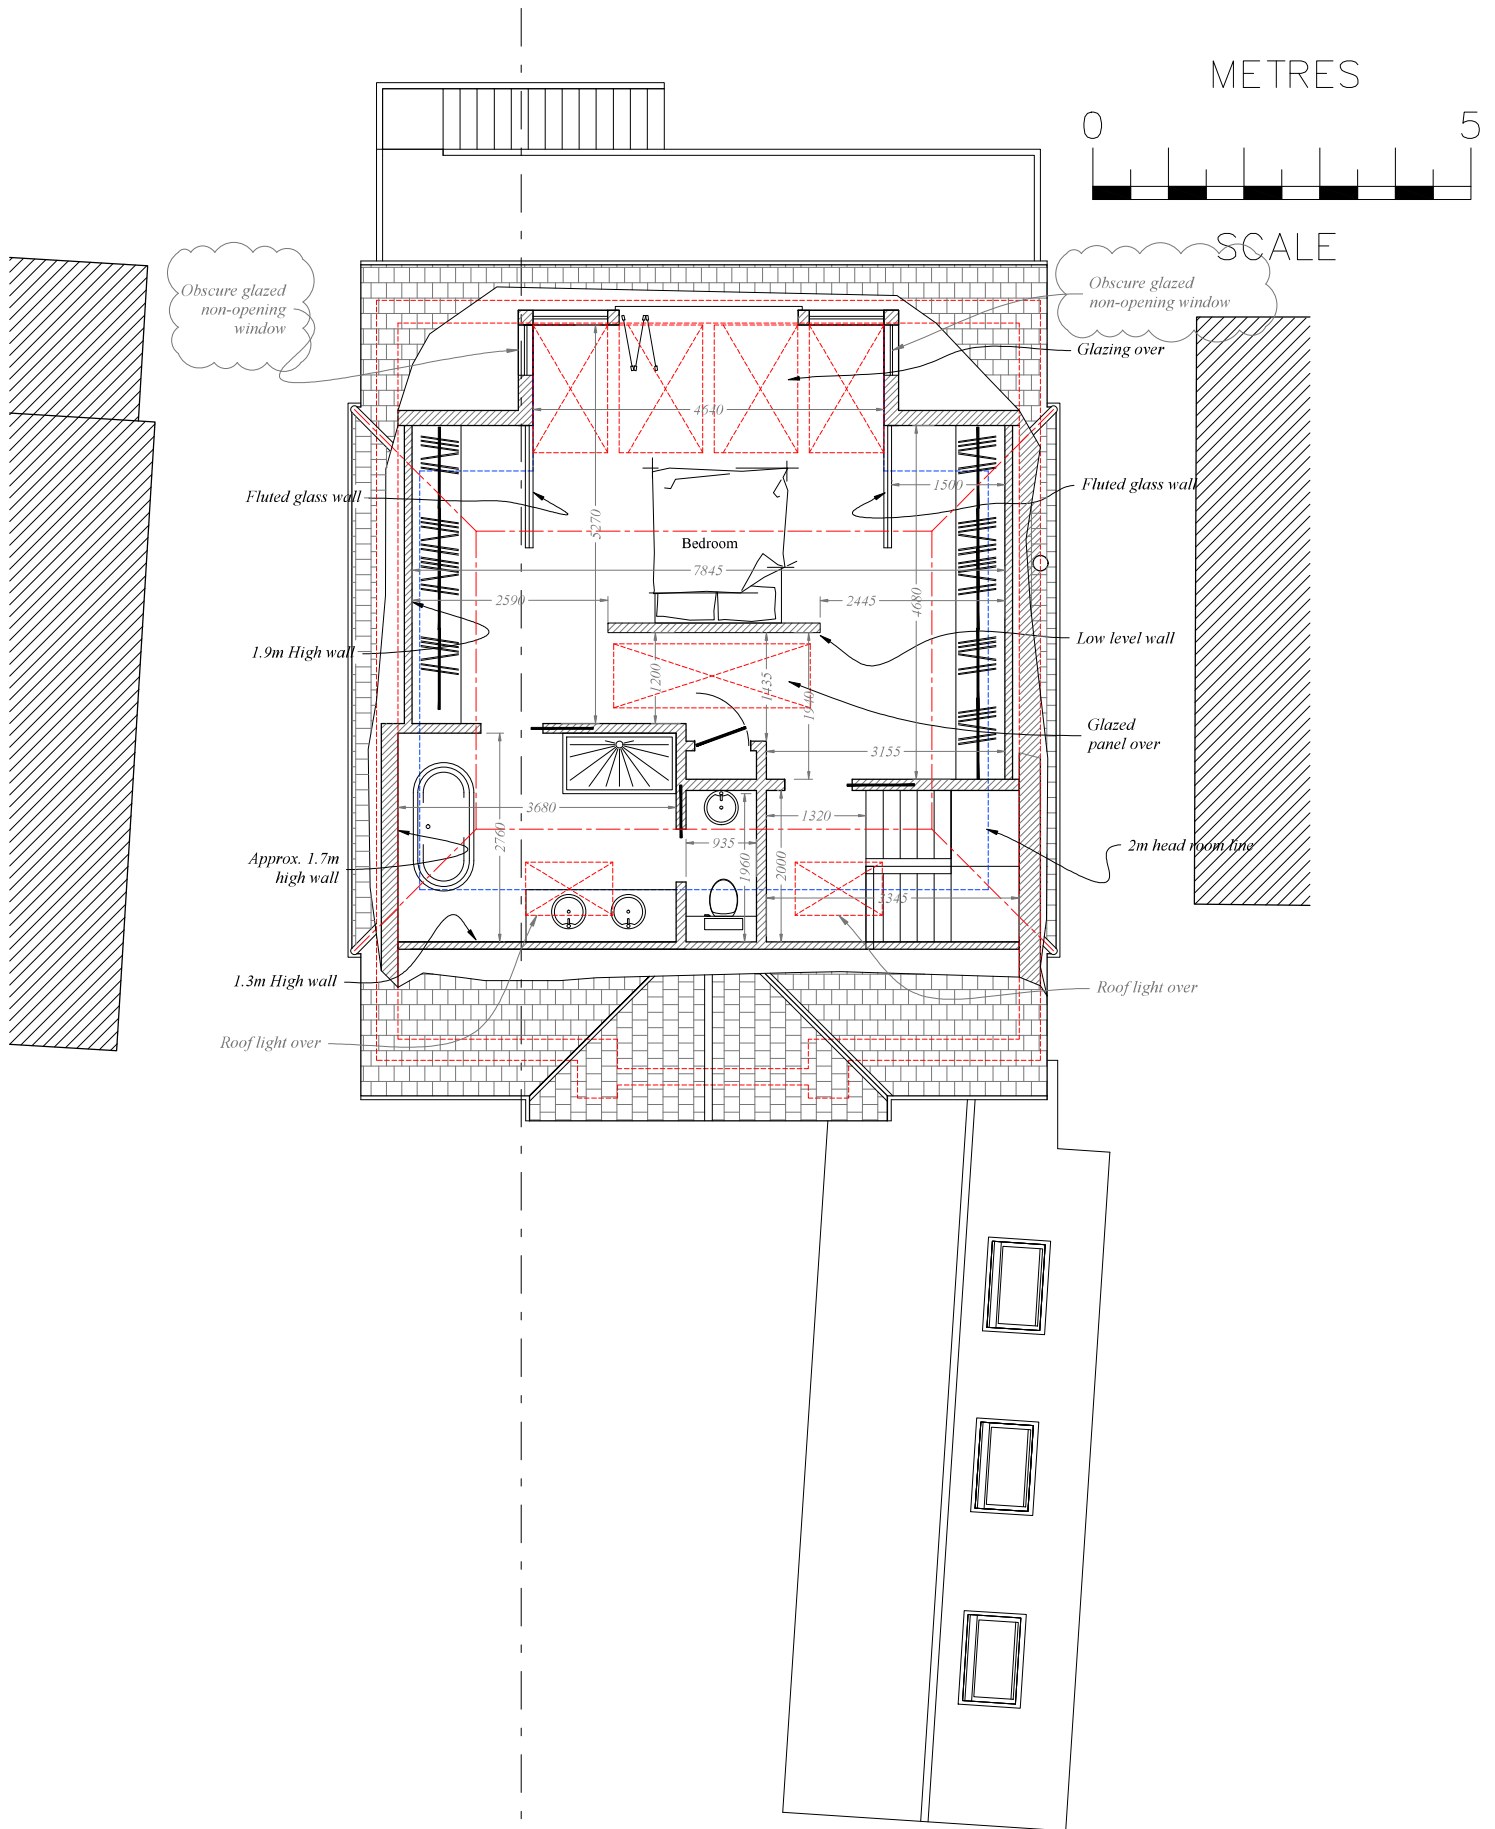 METRES
0
5
SCALE
Obscure glazed
non-opening
window
Obscure glazed
non-opening window
Glazing over
4640
Fluted glass wall
Fluted glass wall
1500
5270
Bedroom
7845
2590
2445
4680
1.9m High wall
Low level wall
1200
1435
1940
Glazed
panel over
3155
3680
2760
1320
935
1960
2000
2m head room line
Approx. 1.7m
high wall
3345
1.3m High wall
Roof light over
Roof light over